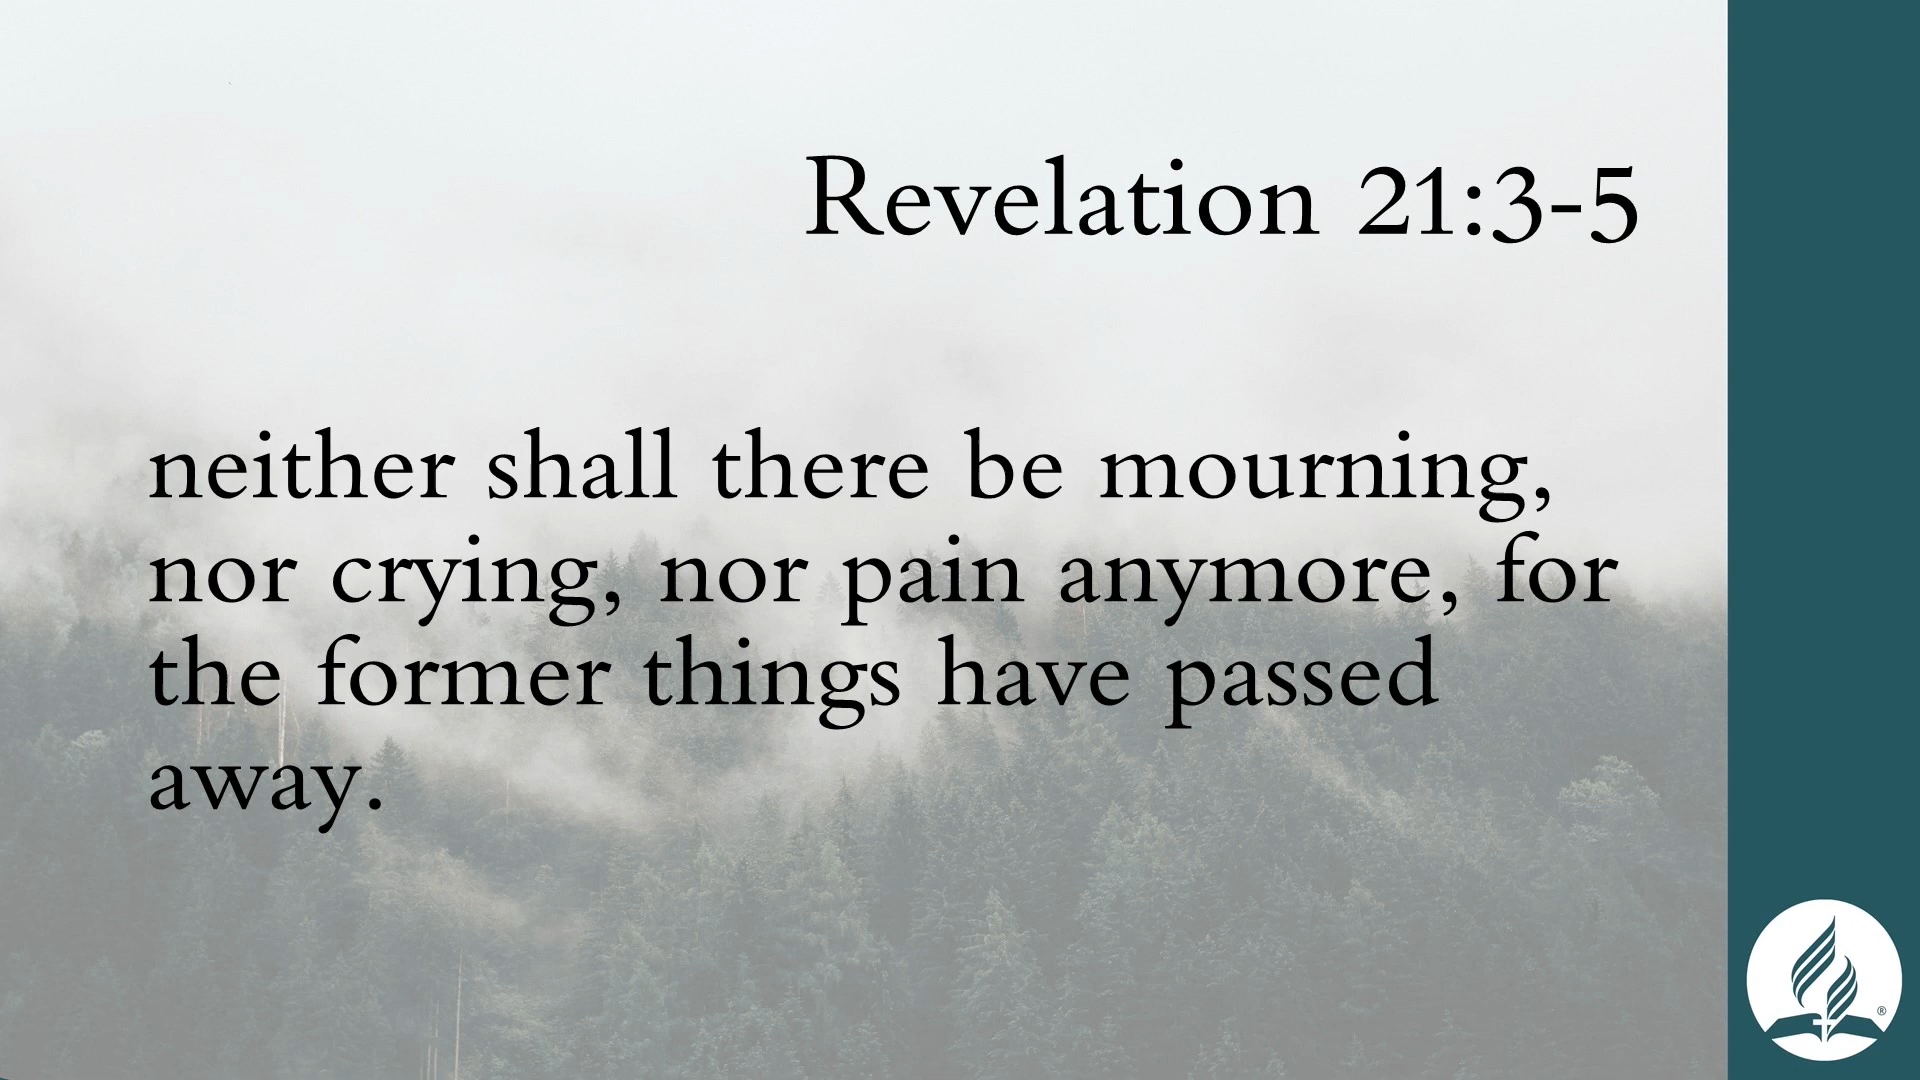 Revelation 21:3-5
neither shall there be mourning,
nor crying, nor pain anymore, for
the former things have passed
away.
®